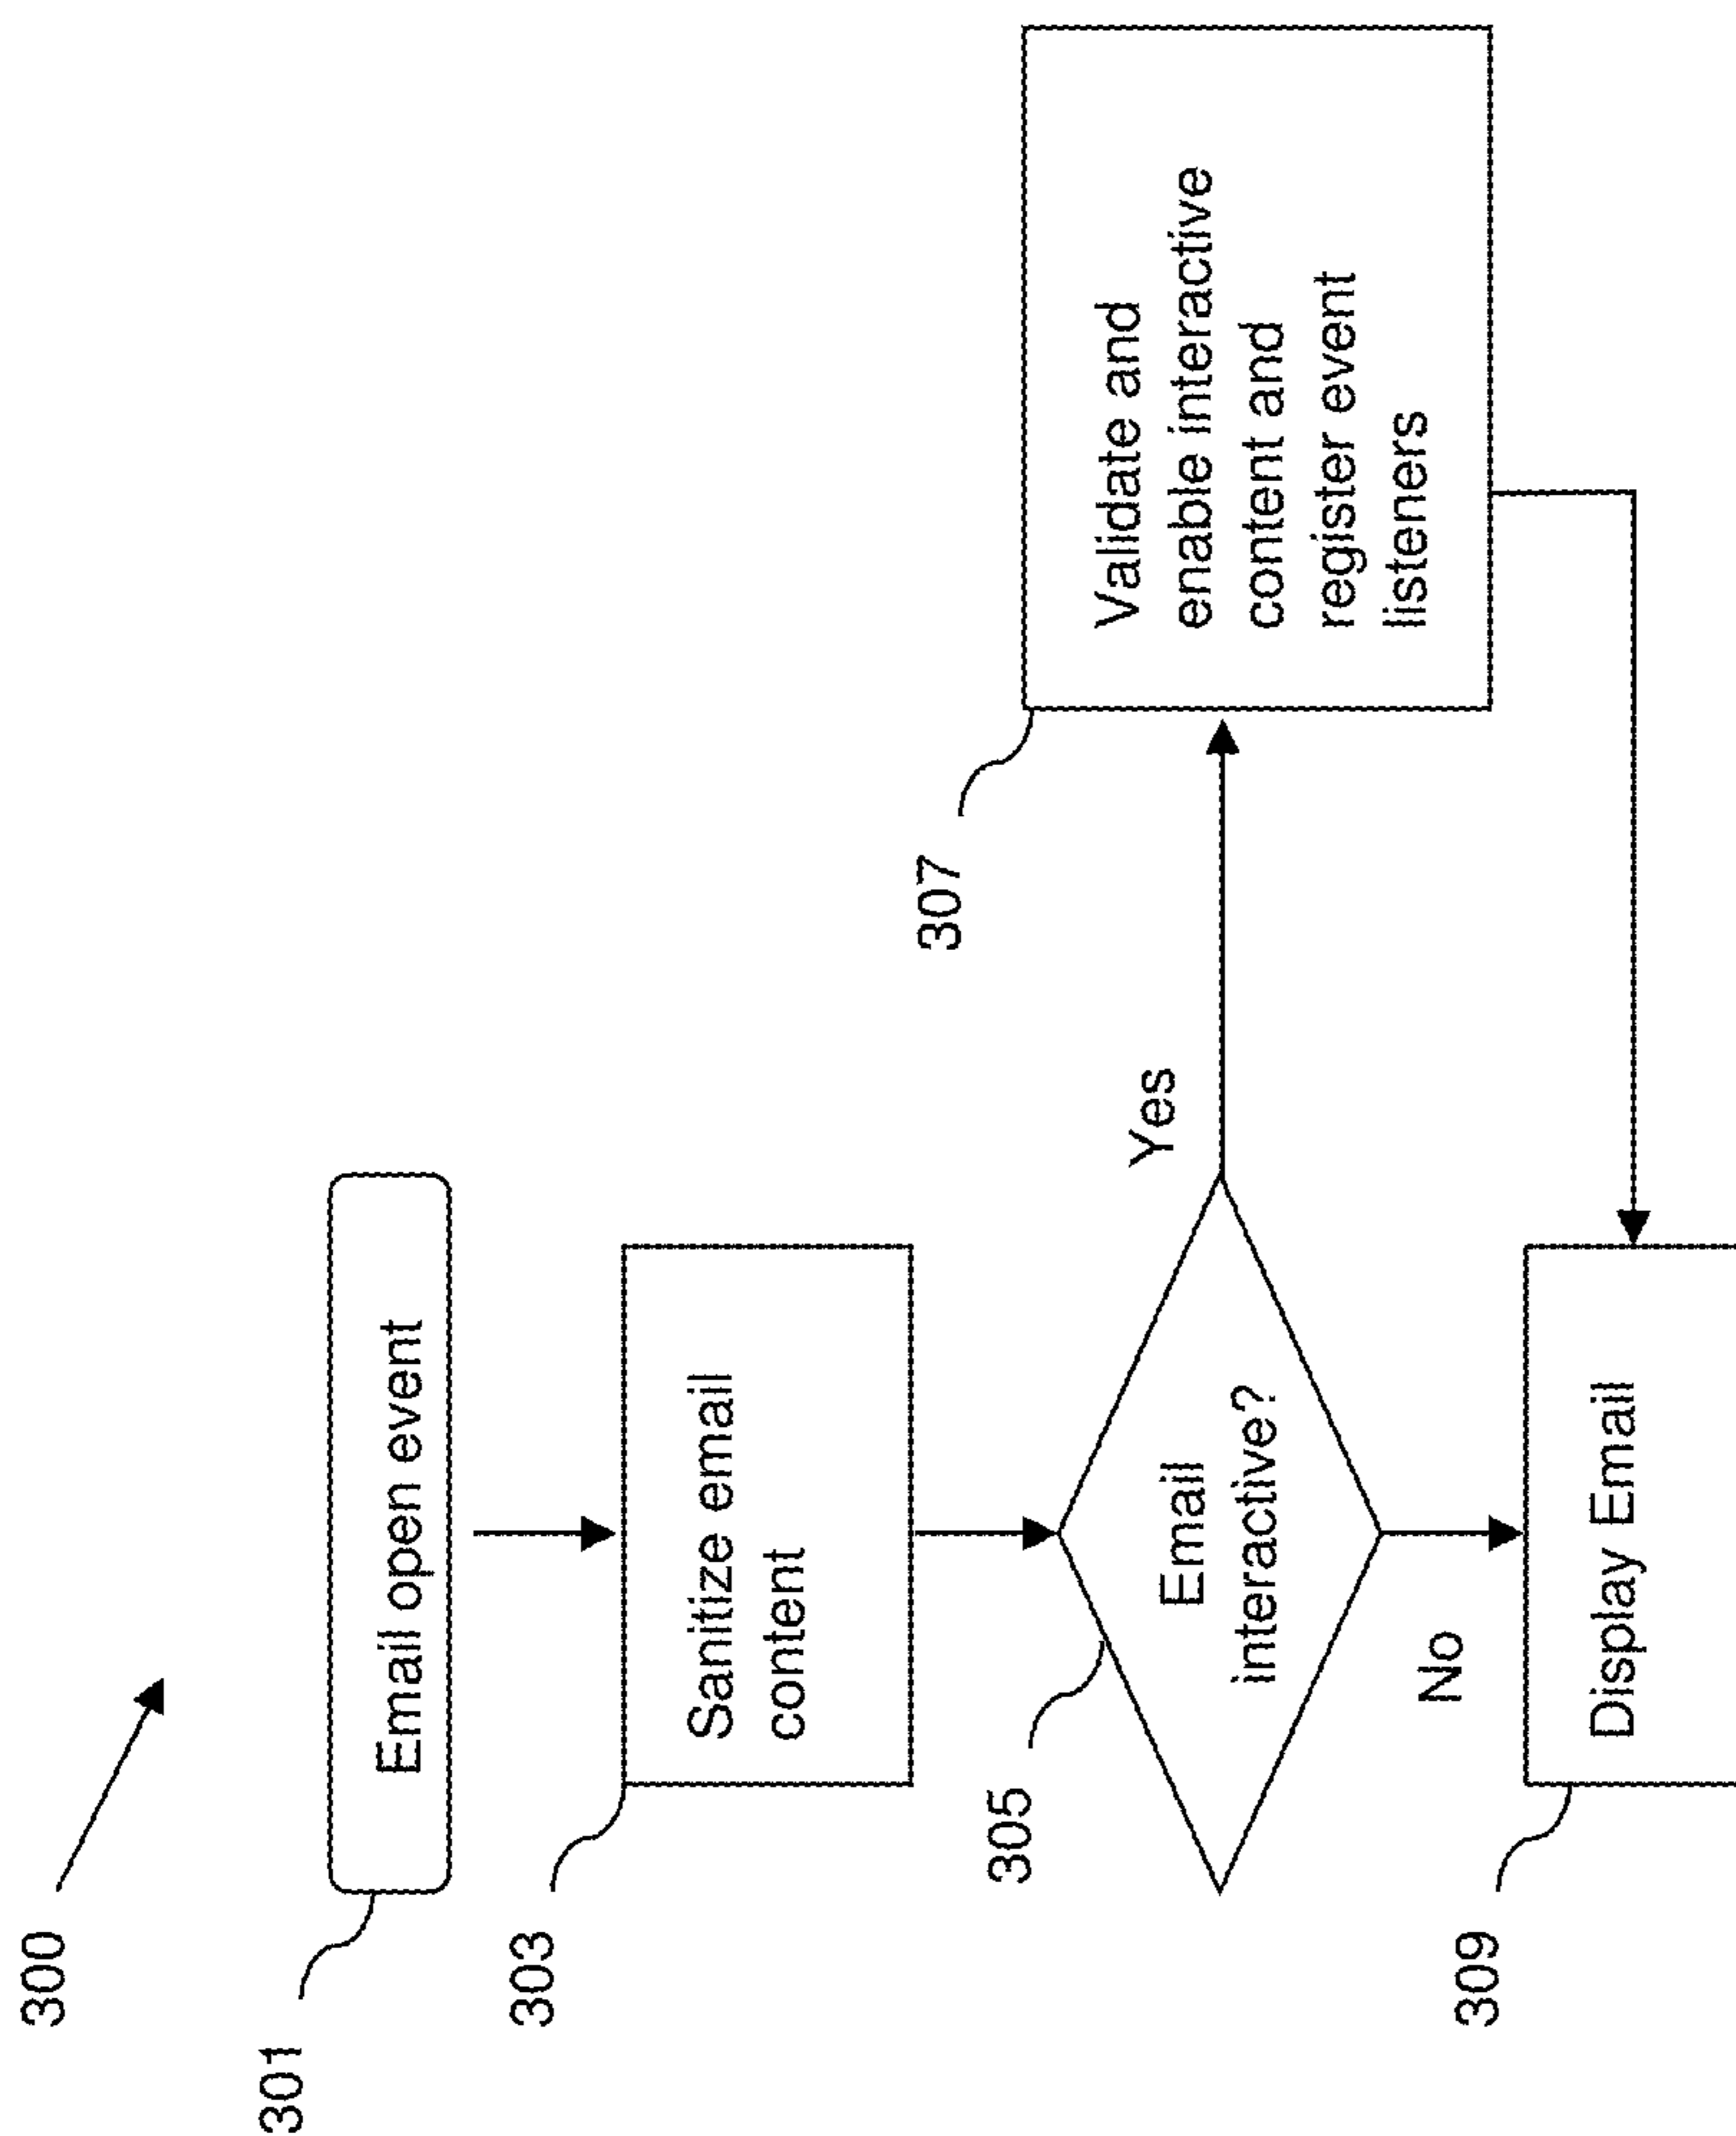 300
301
Email open event
303
Sanitize email
content
305
Email
interactive?
Yes
307
Validate and
enable interactive
content and
register event
listeners
No
309
Display Email